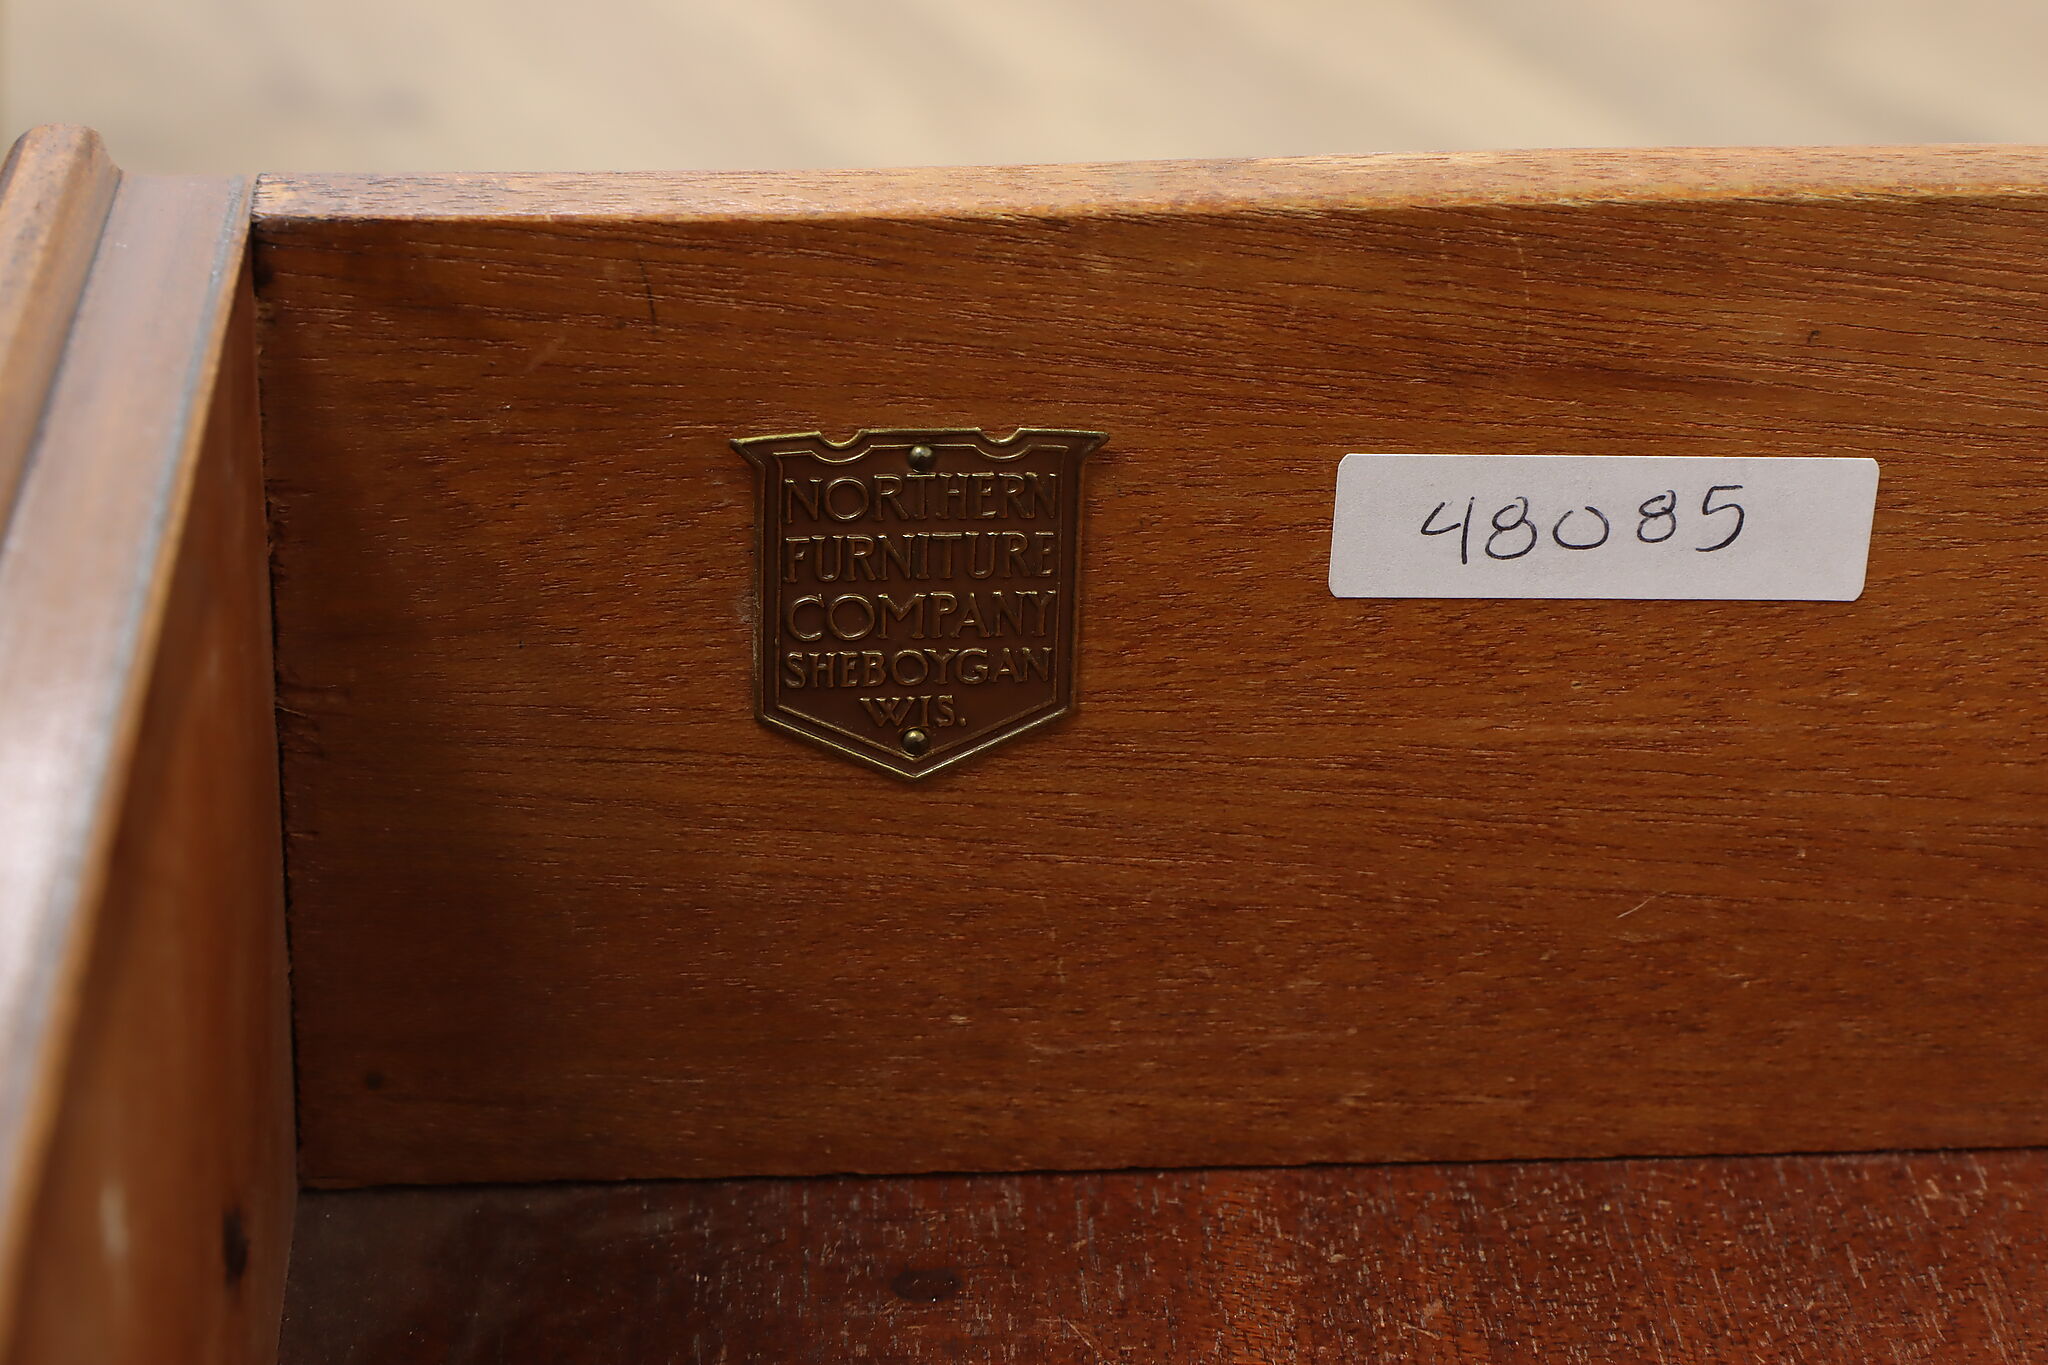 NORTHERN
FURNITURE
COMPANY
SHEBOYGAN
WIS.
48085